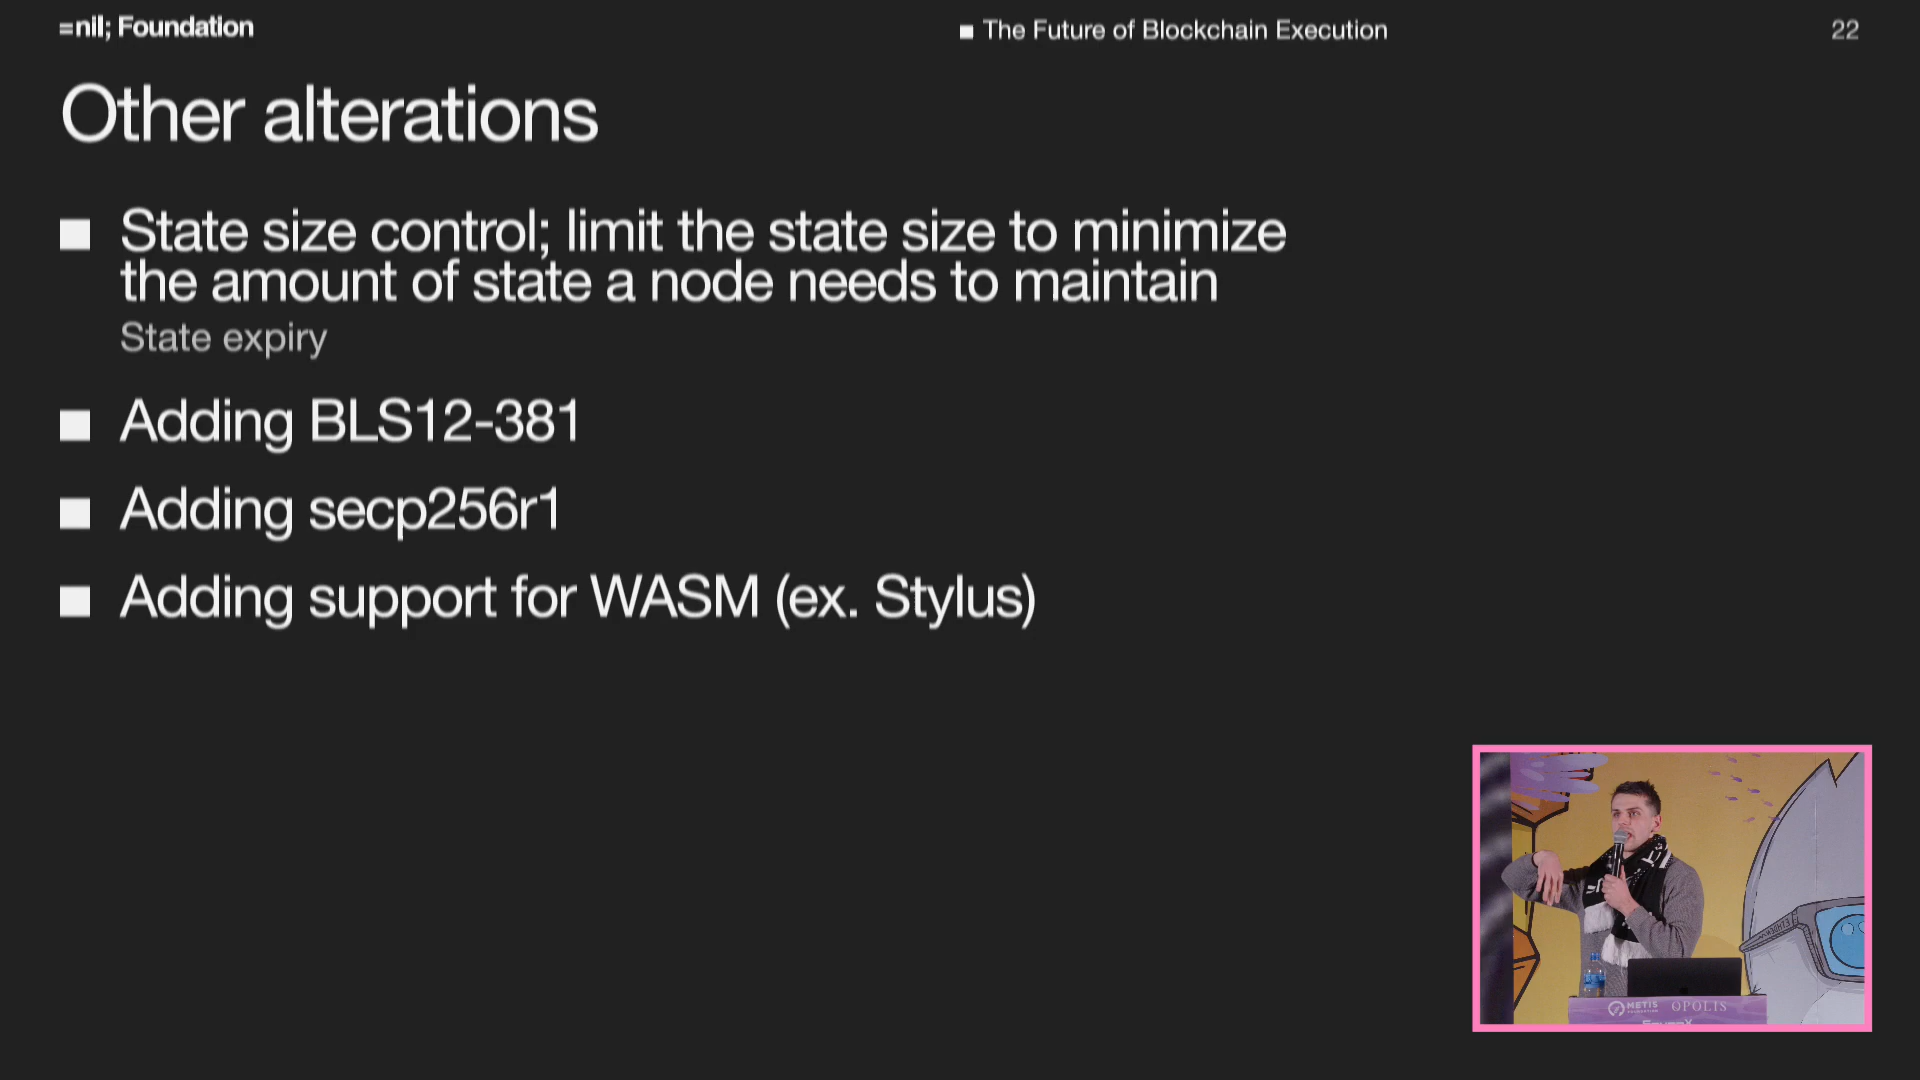 =nil; Foundation
The Future of Blockchain Execution
22
Other alterations
State size control; limit the state size to minimize
the amount of state a node needs to maintain
State expiry
Adding BLS12-381
Adding secp256r1
Adding support for WASM (ex. Stylus)
METIS
OPOLIS